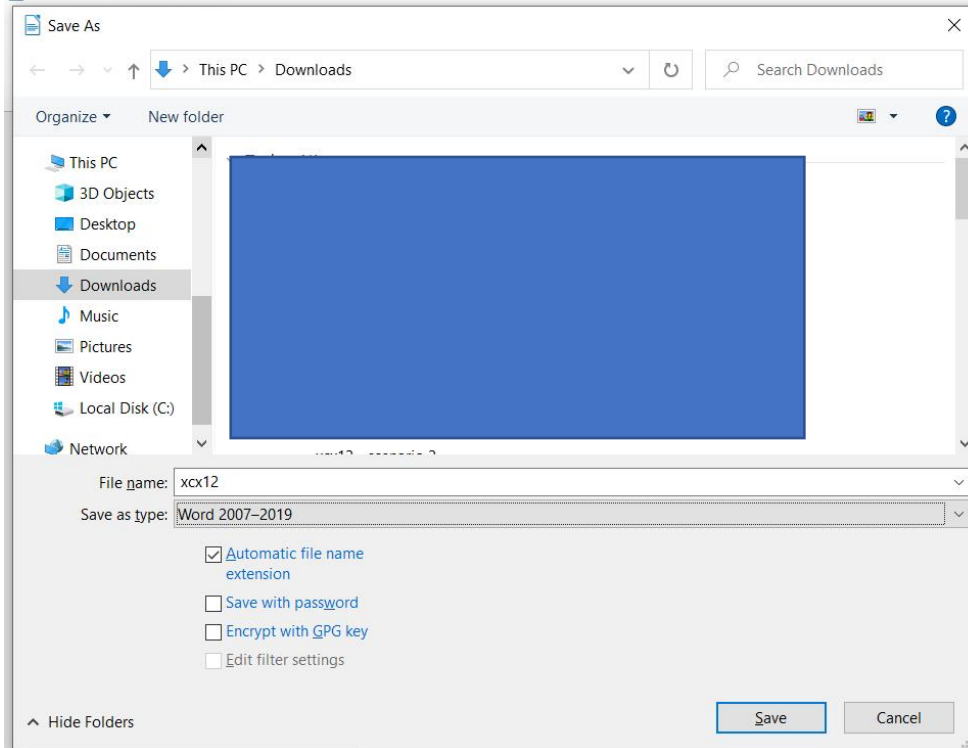 Save As
This PC > Downloads
Search Downloads
Organize
New folder
This PC
3D Objects
Desktop
Documents
Downloads
Music
Pictures
Videos
Local Disk (C:)
Network
File name: xcx12
Save as type: Word 2007–2019
Automatic file name
extension
Save with password
Encrypt with GPG key
Edit filter settings
Hide Folders
Save
Cancel